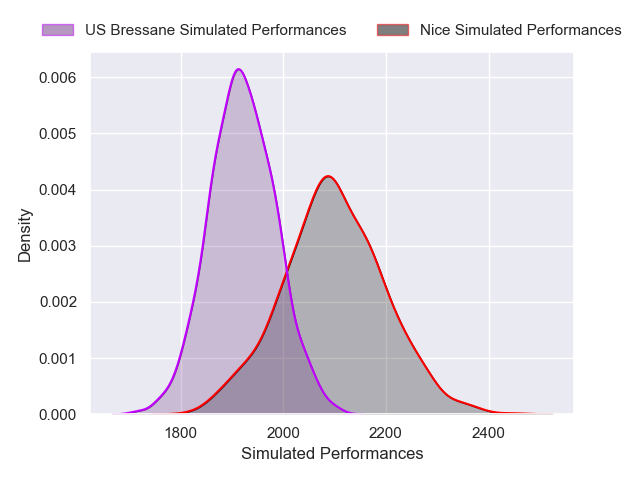 US Bressane Simulated Performances
Nice Simulated Performances
0.006
0.005
0.004
0.003
0.002
0.001
0.000
Density
1800
2000
2200
2400
Simulated Performances